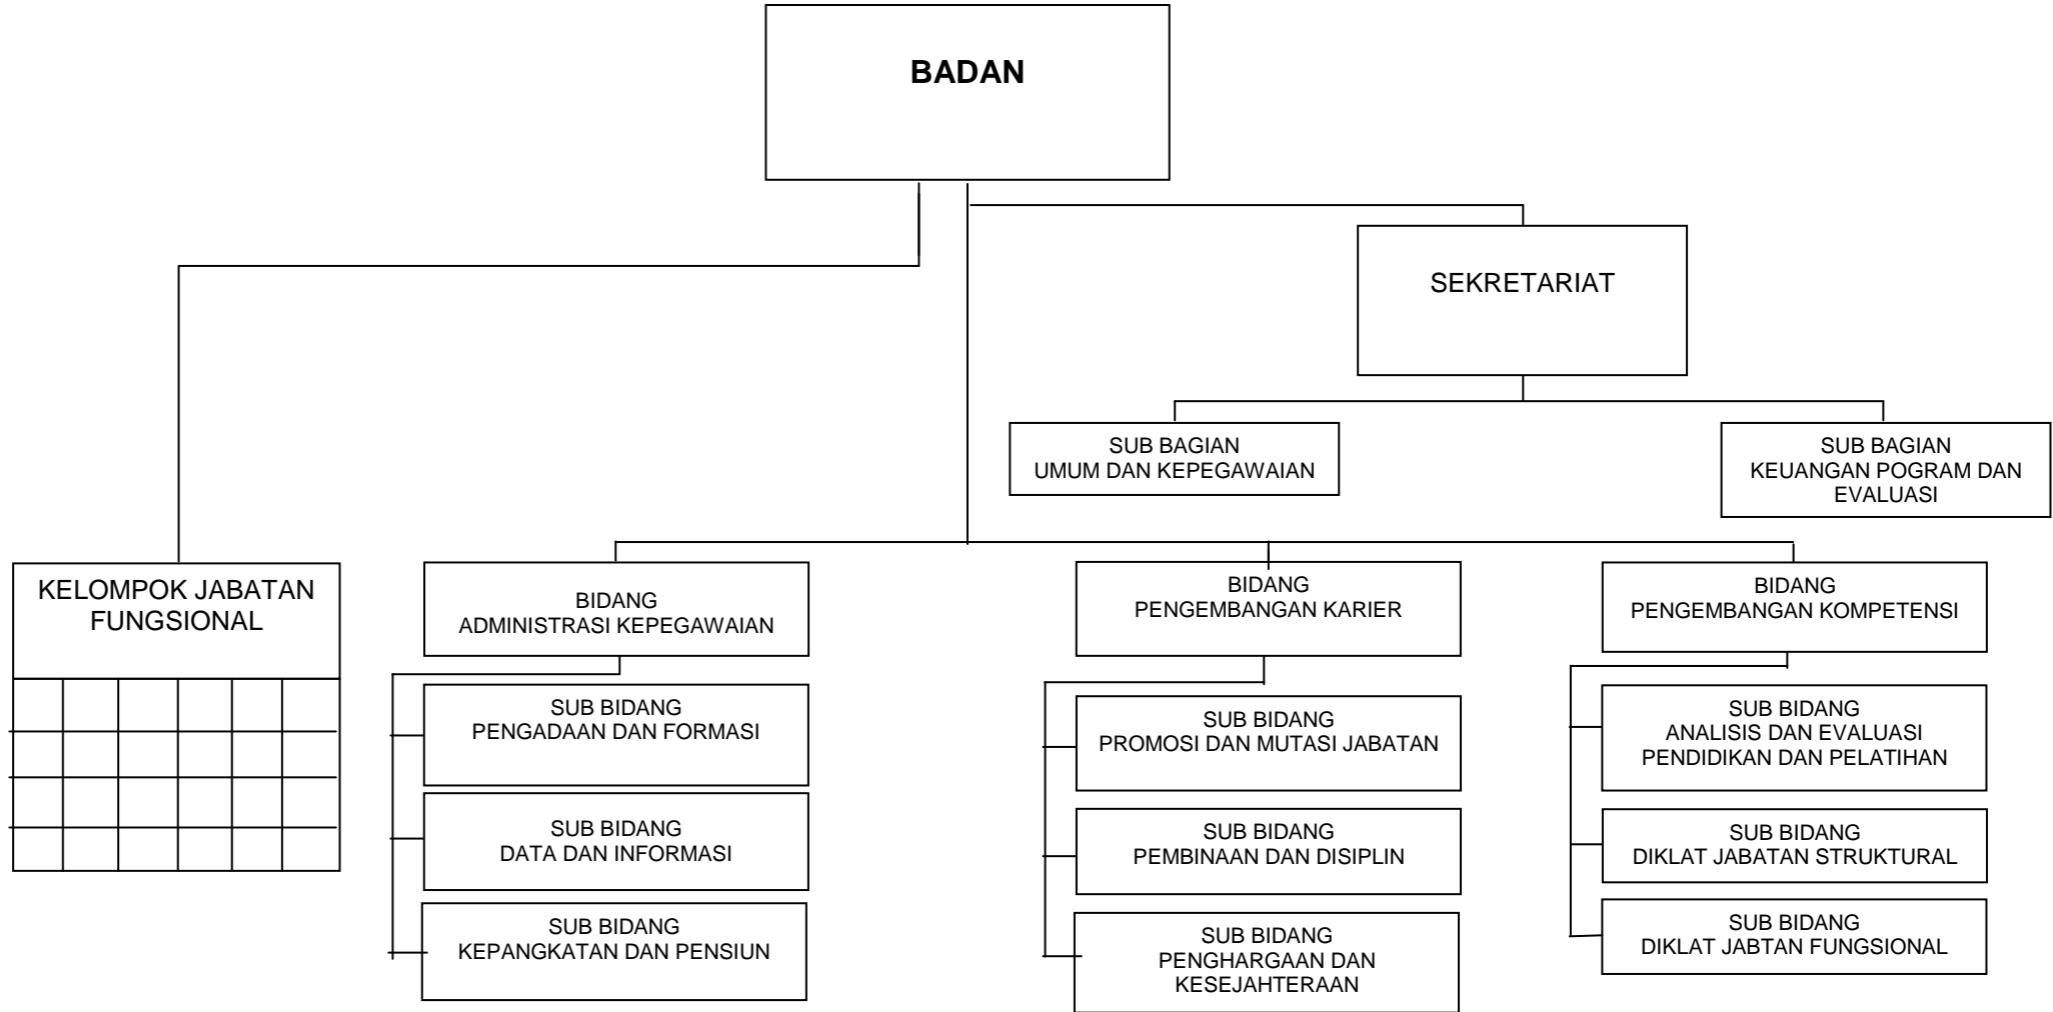 BADAN
SEKRETARIAT
SUB BAGIAN
UMUM DAN KEPEGAWAIAN
SUB BAGIAN
KEUANGAN POGRAM DAN
EVALUASI
KELOMPOK JABATAN
FUNGSIONAL
BIDANG
ADMINISTRASI KEPEGAWAIAN
SUB BIDANG
PENGADAAN DAN FORMASI
SUB BIDANG
DATA DAN INFORMASI
SUB BIDANG
KEPANGKATAN DAN PENSIUN
BIDANG
PENGEMBANGAN KARIER
SUB BIDANG
PROMOSI DAN MUTASI JABATAN
SUB BIDANG
PEMBINAAN DAN DISIPLIN
SUB BIDANG
PENGHARGAAN DAN
KESEJAHTERAAN
BIDANG
PENGEMBANGAN KOMPETENSI
SUB BIDANG
ANALISIS DAN EVALUASI
PENDIDIKAN DAN PELATIHAN
SUB BIDANG
DIKLAT JABATAN STRUKTURAL
SUB BIDANG
DIKLAT JABTAN FUNGSIONAL